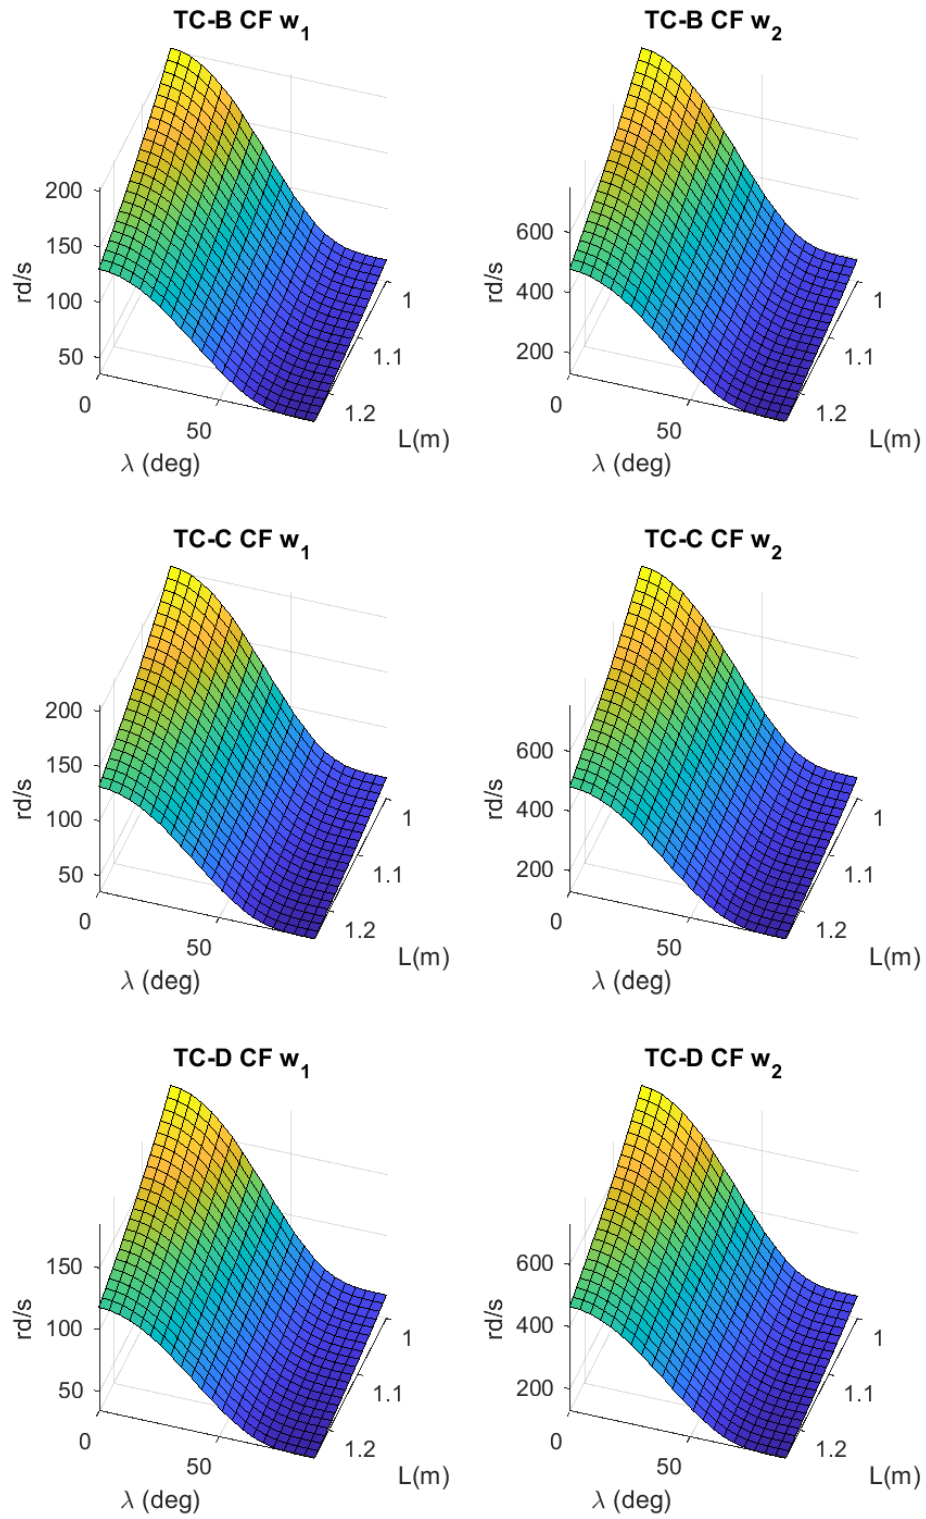 TC-B CF w1
200
150
100
50
rd/s
0
50
λ (deg)
1
1.1
1.2
L(m)
TC-B CF w2
600
400
200
rd/s
0
50
λ (deg)
1
1.1
1.2
L(m)
TC-C CF w1
200
150
100
50
rd/s
0
50
λ (deg)
1
1.1
1.2
L(m)
TC-C CF w2
600
400
200
rd/s
0
50
λ (deg)
1
1.1
1.2
L(m)
TC-D CF w1
150
100
50
rd/s
0
50
λ (deg)
1
1.1
1.2
L(m)
TC-D CF w2
600
400
200
rd/s
0
50
λ (deg)
1
1.1
1.2
L(m)